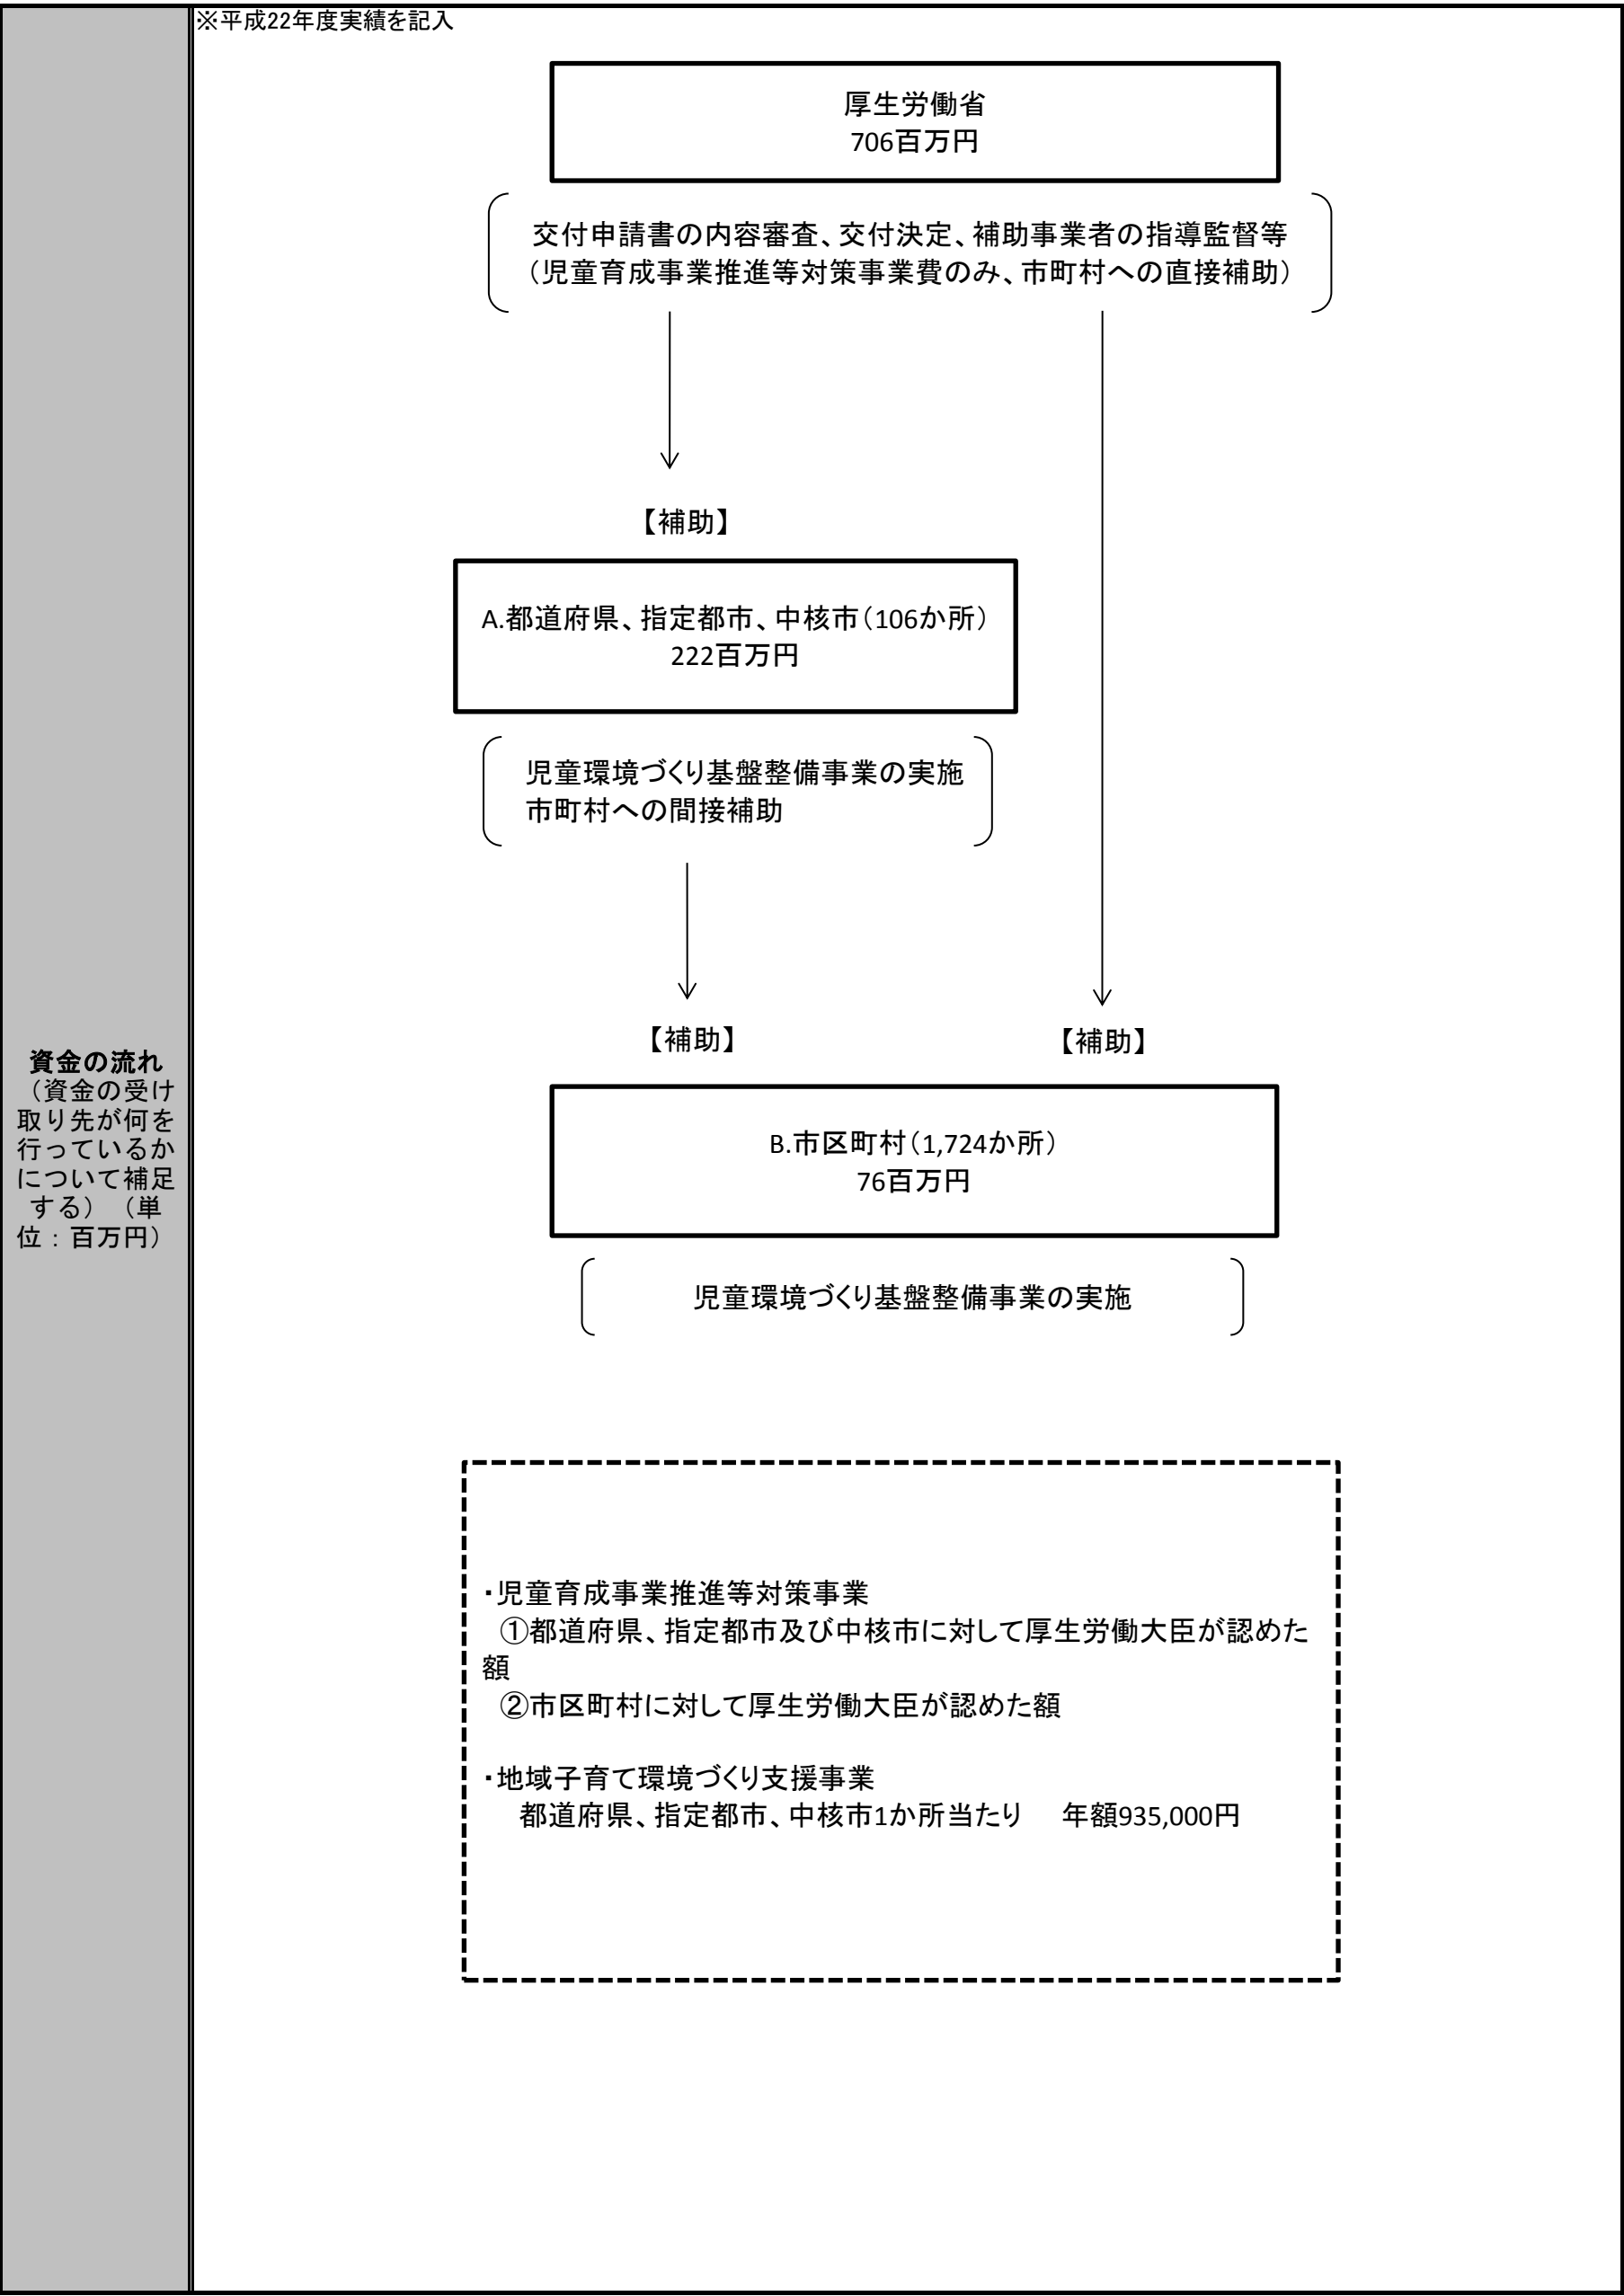 ※平成22年度実績を記入
厚生労働省
706百万円
交付申請書の内容審査、交付決定、補助事業者の指導監督等
（児童育成事業推進等対策事業費のみ、市町村への直接補助）
【補助】
A.都道府県、指定都市、中核市（106か所）
222百万円
児童環境づくり基盤整備事業の実施
市町村への間接補助
【補助】
【補助】
資金の流れ
（資金の受け
取り先が何を
行っているか
について補足
する）（単
位：百万円）
B.市区町村（1,724か所）
76百万円
児童環境づくり基盤整備事業の実施
・児童育成事業推進等対策事業
①都道府県、指定都市及び中核市に対して厚生労働大臣が認めた
額
②市区町村に対して厚生労働大臣が認めた額
・地域子育て環境づくり支援事業
都道府県、指定都市、中核市1か所当たり　年額935,000円